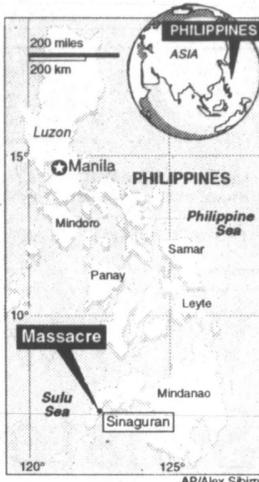 PHILIPPINES
ASIA
200 miles
200 km
Luzon
15°
Manila
PHILIPPINES
Mindoro
Philippine
Sea
Samar
Panay
Leyte
10°
Massacre
Sulu
Sea
Mindanao
Sinaguran
120°
125°
AP/Alex